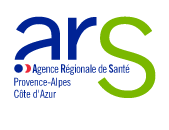 ars
Agence Régionale de Santé
Provence-Alpes
Côte d'Azur